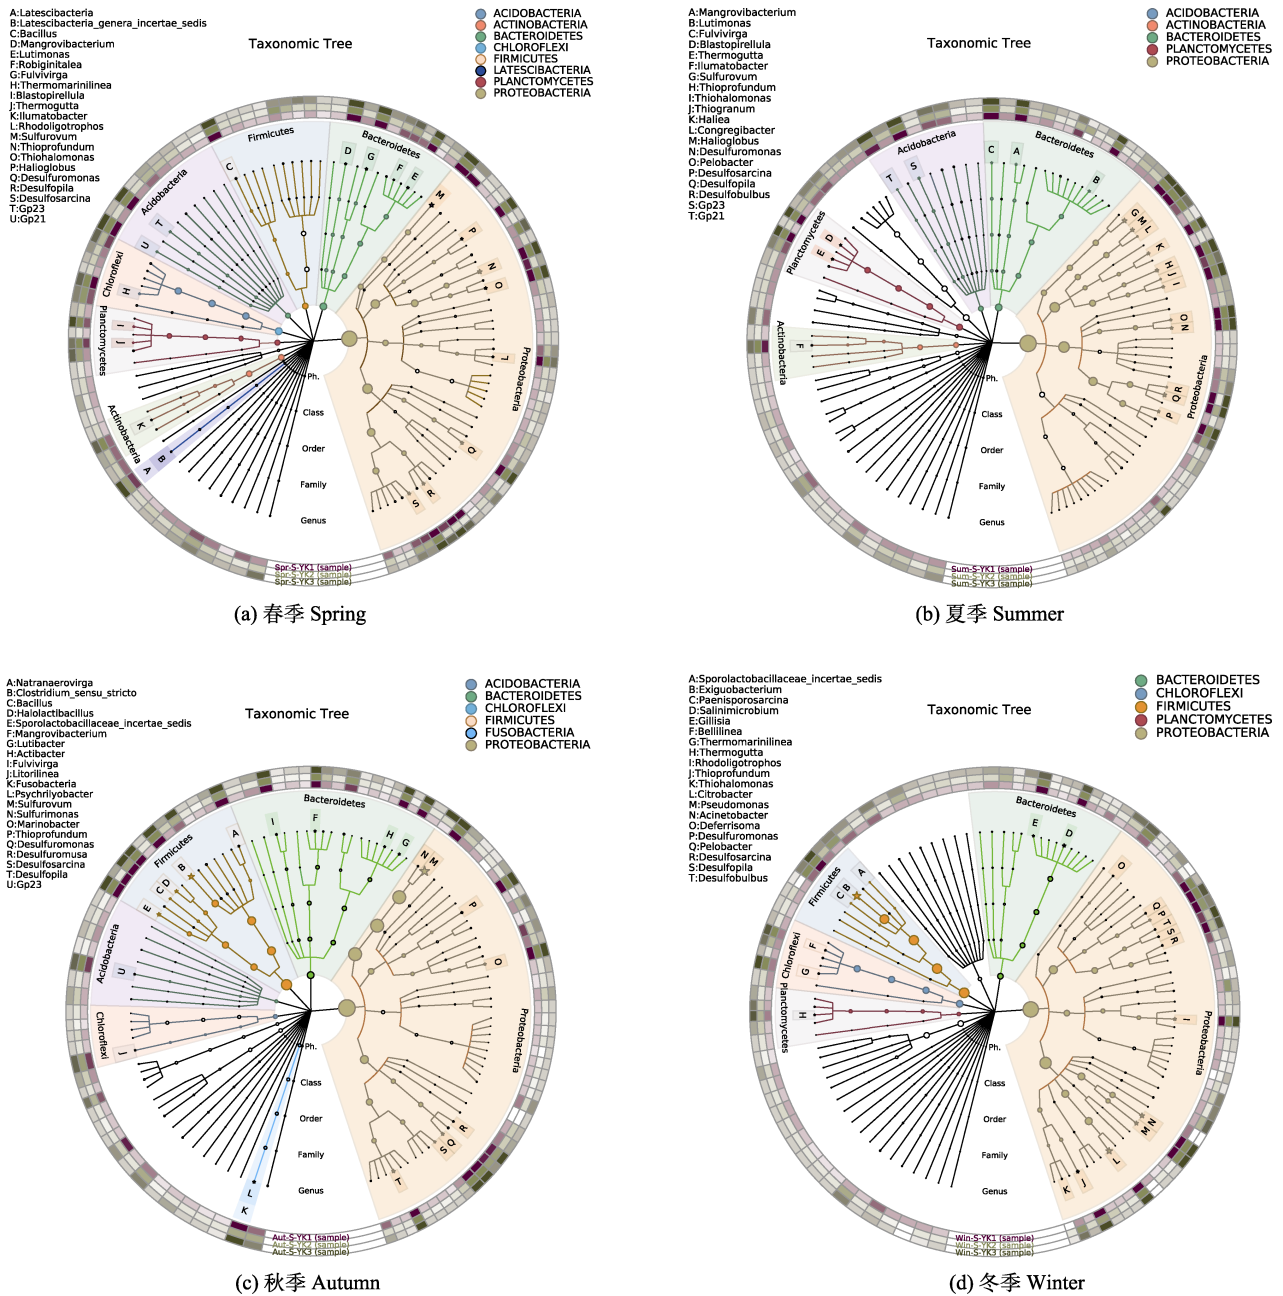 A:Latescibacteria
B:Latescibacteria_genera_incertae_sedis
C:Bacillus
D:Mangrovibacterium
E:Lutimonas
F:Robiginitalea
G:Fulvivirga
H:Thermomarinilinea
I:Blastopirellula
J:Thermogutta
K:Ilumatobacter
L:Rhodoligotrophos
M:Sulfurovum
N:Thioprofundum
O:Thiohalomonas
P:Halioglobus
Q:Desulfuromonas
R:Desulfopila
S:Desulfosarcina
T:Gp23
U:Gp21
Taxonomic Tree
ACIDOBACTERIA
ACTINOBACTERIA
BACTEROIDETES
CHLOROFLEXI
FIRMICUTES
LATESCIBACTERIA
PLANCTOMYCETES
PROTEOBACTERIA
Firmicutes
Bacteroidetes
Acidobacteria
Chloroflexi
Planctomycetes
Actinobacteria
Proteobacteria
C
D
G
F
E
M
P
N
O
L
Q
R
S
T
U
H
I
J
K
B
A
Ph.
Class
Order
Family
Genus
Spr-S-YK1 (sample)
Spr-S-YK2 (sample)
Spr-S-YK3 (sample)
(a) 春季 Spring
A:Mangrovibacterium
B:Lutimonas
C:Fulvivirga
D:Blastopirellula
E:Thermogutta
F:Ilumatobacter
G:Sulfurovum
H:Thioprofundum
I:Thiohalomonas
J:Thiogranum
K:Haliea
L:Congregibacter
M:Halioglobus
N:Desulfuromonas
O:Pelobacter
P:Desulfosarcina
Q:Desulfopila
R:Desulfobulbus
S:Gp23
T:Gp21
Taxonomic Tree
ACIDOBACTERIA
ACTINOBACTERIA
BACTEROIDETES
PLANCTOMYCETES
PROTEOBACTERIA
Acidobacteria
Bacteroidetes
Planctomycetes
Actinobacteria
Proteobacteria
T
S
C
A
B
G M L
K
H J I
O N
Q R
P
D
E
F
Ph.
Class
Order
Family
Genus
Sum-S-YK1 (sample)
Sum-S-YK2 (sample)
Sum-S-YK3 (sample)
(b) 夏季 Summer
A:Natranaerovirga
B:Clostridium_sensu_stricto
C:Bacillus
D:Halolactibacillus
E:Sporolactobacillaceae_incertae_sedis
F:Mangrovibacterium
G:Lutibacter
H:Actibacter
I:Fulvivirga
J:Litorilinea
K:Fusobacteria
L:Psychrilyobacter
M:Sulfurovum
N:Sulfurimonas
O:Marinobacter
P:Thioprofundum
Q:Desulfuromonas
R:Desulfuromusa
S:Desulfosarcina
T:Desulfopila
U:Gp23
Taxonomic Tree
ACIDOBACTERIA
BACTEROIDETES
CHLOROFLEXI
FIRMICUTES
FUSOBACTERIA
PROTEOBACTERIA
Bacteroidetes
Firmicutes
Acidobacteria
Chloroflexi
Proteobacteria
A
I
F
H
G
N M
P
O
R
S Q
T
B
C D
E
U
J
L
K
Ph.
Class
Order
Family
Genus
Aut-S-YK1 (sample)
Aut-S-YK2 (sample)
Aut-S-YK3 (sample)
(c) 秋季 Autumn
A:Sporolactobacillaceae_incertae_sedis
B:Exiguobacterium
C:Paenisporosarcina
D:Salinimicrobium
E:Gillisia
F:Bellilinea
G:Thermomarinilinea
H:Thermogutta
I:Rhodoligotrophos
J:Thioprofundum
K:Thiohalomonas
L:Citrobacter
M:Pseudomonas
N:Acinetobacter
O:Deferrisoma
P:Desulfuromonas
Q:Pelobacter
R:Desulfosarcina
S:Desulfopila
T:Desulfobulbus
Taxonomic Tree
BACTEROIDETES
CHLOROFLEXI
FIRMICUTES
PLANCTOMYCETES
PROTEOBACTERIA
Bacteroidetes
Firmicutes
Chloroflexi
Planctomycetes
Proteobacteria
E
D
O
Q P T S R
I
M N
L
J
K
C B A
F
G
H
Ph.
Class
Order
Family
Genus
Win-S-YK1 (sample)
Win-S-YK2 (sample)
Win-S-YK3 (sample)
(d) 冬季 Winter